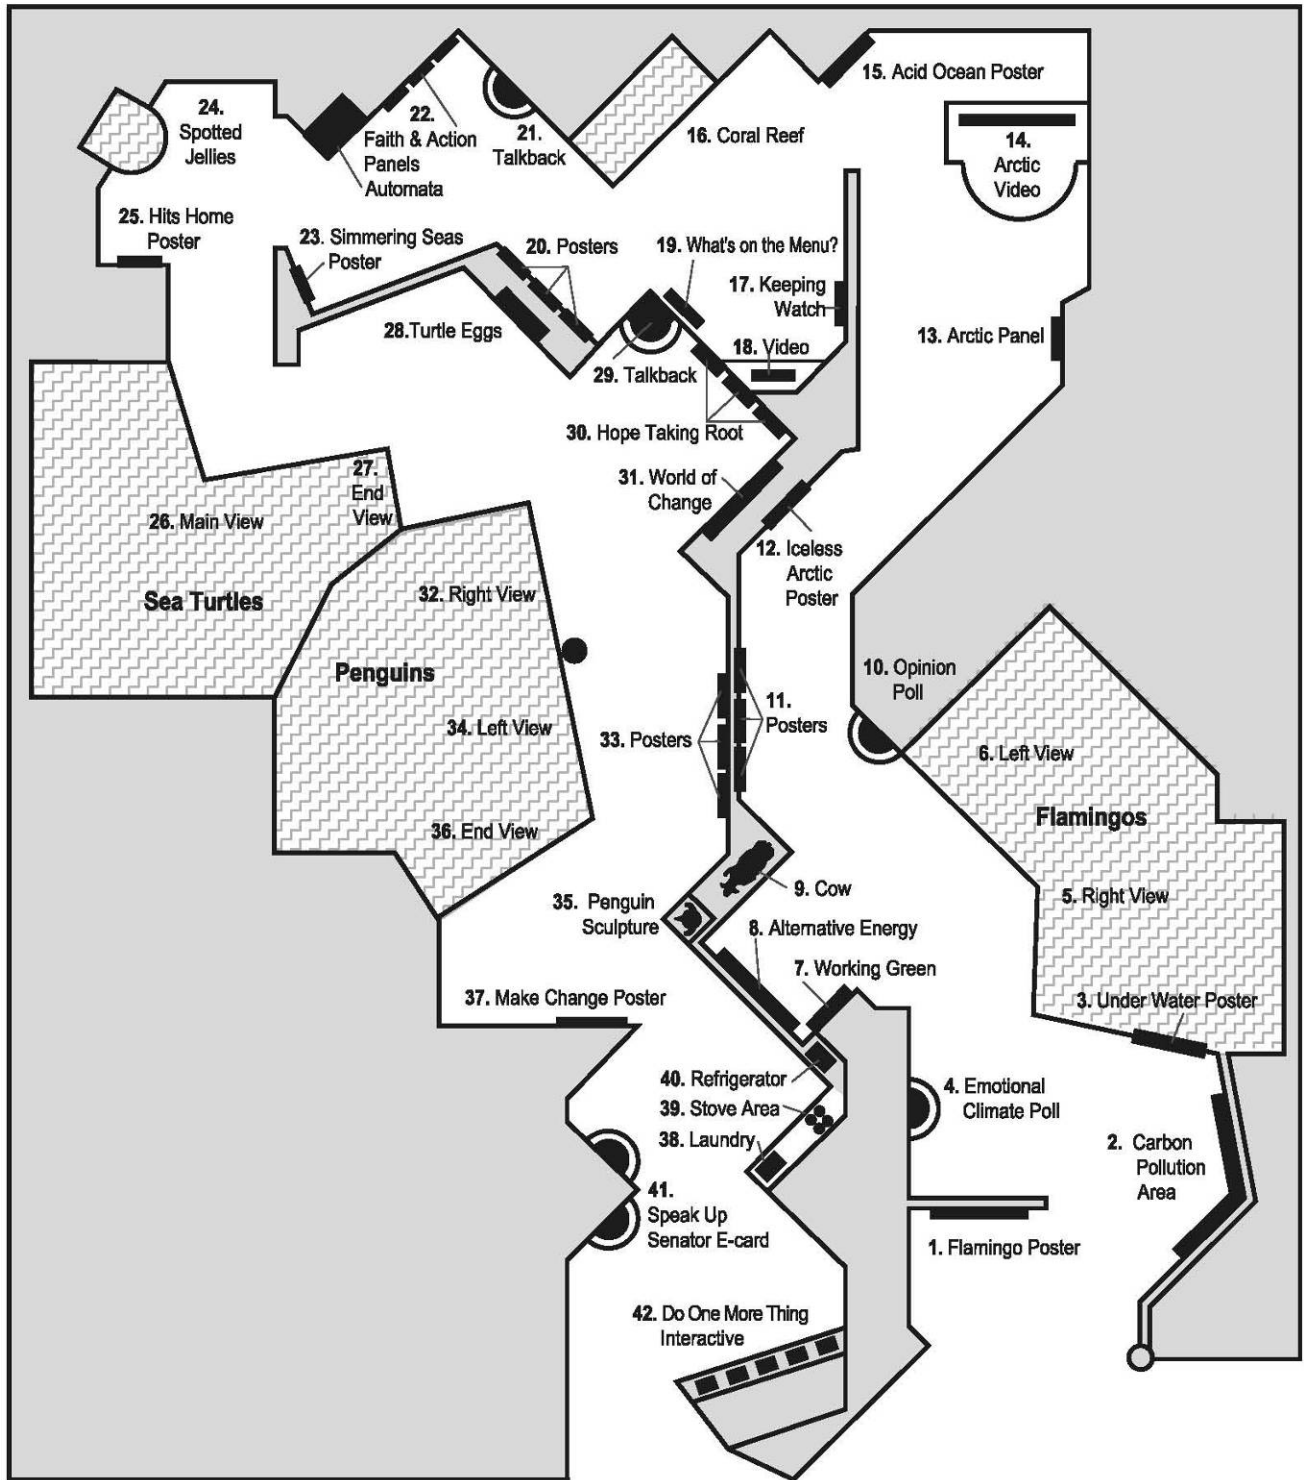 15. Acid Ocean Poster
24.
Spotted
Jellies
22.
Faith & Action
Panels
Automata
21.
Talkback
16. Coral Reef
14.
Arctic
Video
25. Hits Home
Poster
23. Simmering Seas
Poster
20. Posters
19. What's on the Menu?
17. Keeping
Watch
28.Turtle Eggs
18. Video
13. Arctic Panel
29. Talkback
30. Hope Taking Root
27.
End
View
31. World of
Change
26. Main View
12. Iceless
Arctic
Poster
Sea Turtles
32. Right View
Penguins
10. Opinion
Poll
11.
Posters
34. Left View
33. Posters
6. Left View
Flamingos
36. End View
9. Cow
5. Right View
35. Penguin
Sculpture
8. Alternative Energy
7. Working Green
37. Make Change Poster
3. Under Water Poster
40. Refrigerator
39. Stove Area
38. Laundry
4. Emotional
Climate Poll
2. Carbon
Pollution
Area
41.
Speak Up
Senator E-card
1. Flamingo Poster
42. Do One More Thing
Interactive